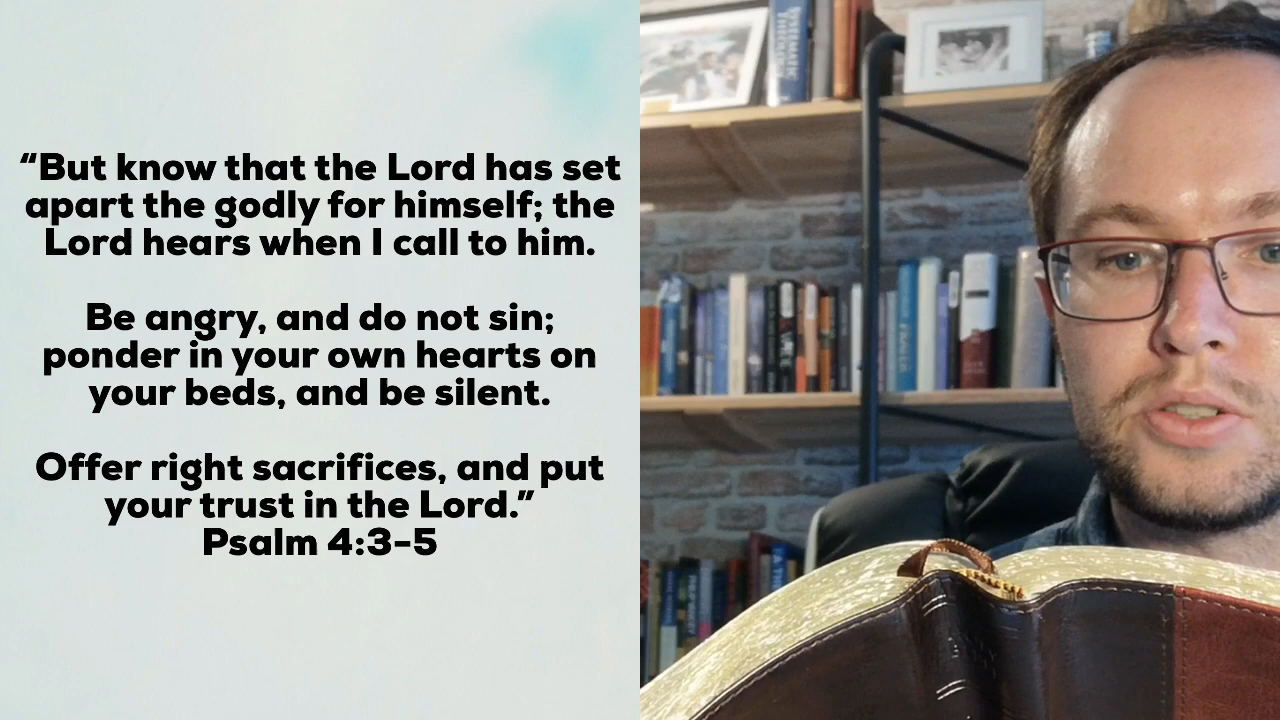 “But know that the Lord has set
apart the godly for himself; the
Lord hears when I call to him.
Be angry, and do not sin;
ponder in your own hearts on
your beds, and be silent.
Offer right sacrifices, and put
your trust in the Lord.”
Psalm 4:3-5
SYSTEMATIC
THEOLOGY